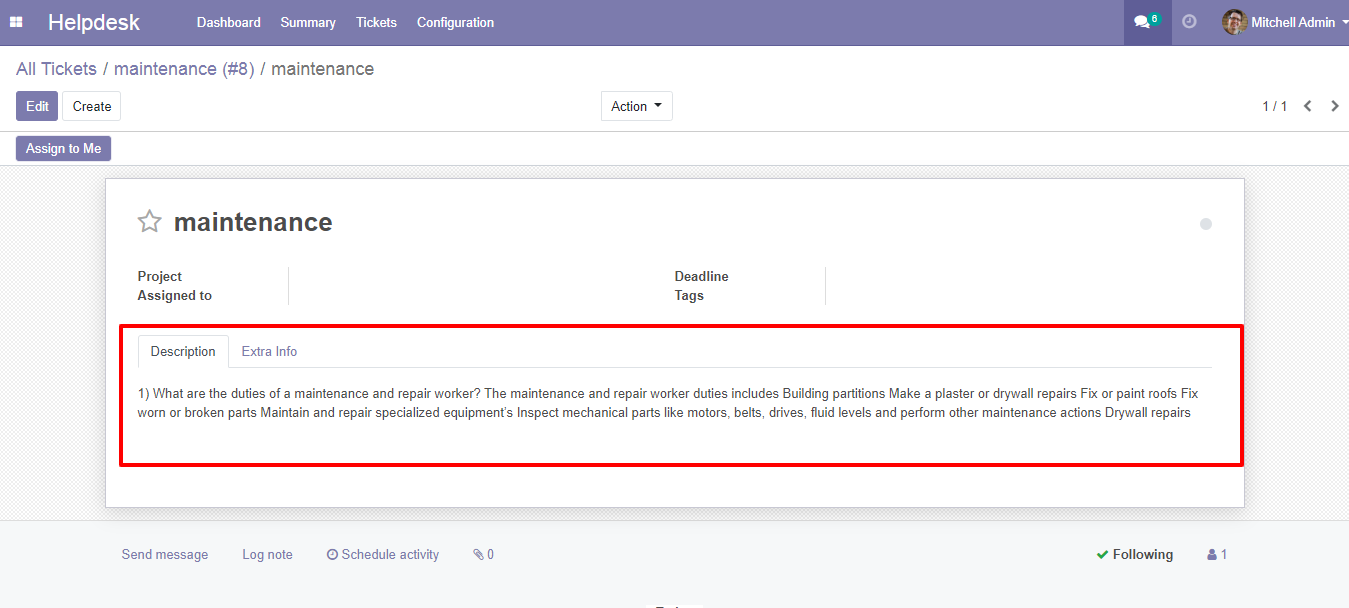 Helpdesk Dashboard Summary Tickets Configuration 6 Mitchell Admin
All Tickets / maintenance (#8) / maintenance
Edit Create Action 1 / 1
Assign to Me
maintenance
Project Deadline
Assigned to Tags
Description Extra Info
1) What are the duties of a maintenance and repair worker? The maintenance and repair worker duties includes Building partitions Make a plaster or drywall repairs Fix or paint roofs Fix
worn or broken parts Maintain and repair specialized equipment's Inspect mechanical parts like motors, belts, drives, fluid levels and perform other maintenance actions Drywall repairs
Send message Log note Schedule activity 0 Following 1